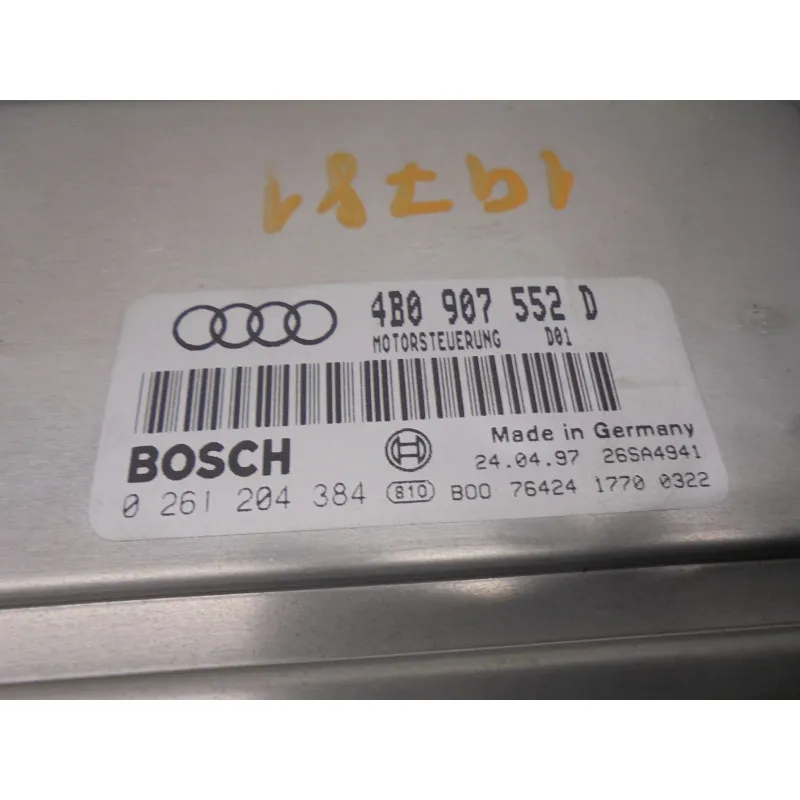 4B0 907 552 D
MOTORSTEUERUNG D01
BOSCH
Made in Germany
24.04.97 26SA4941
0 261 204 384 810 B00 76424 1770 0322